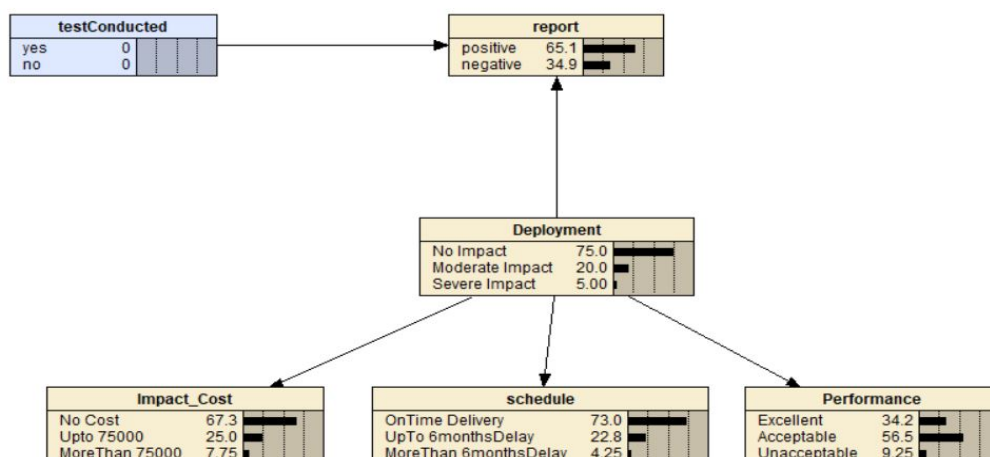 testConducted
yes 0
no 0
report
positive 65.1
negative 34.9
Deployment
No Impact 75.0
Moderate Impact 20.0
Severe Impact 5.00
Impact_Cost
No Cost 67.3
Upto 75000 25.0
MoreThan 75000 7.75
schedule
OnTime Delivery 73.0
UpTo 6monthsDelay 22.8
MoreThan 6monthsDelay 4.25
Performance
Excellent 34.2
Acceptable 56.5
Unacceptable 9.25